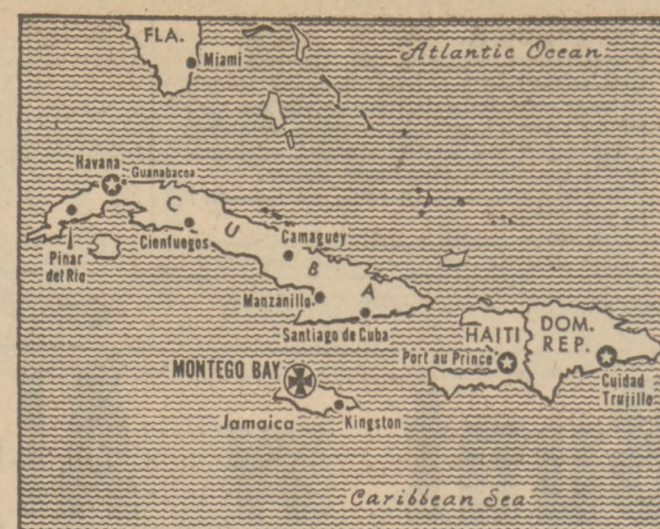 FLA.
Miami
Atlantic Ocean
Havana
Guanabacoa
CUBA
Pinar
del Rio
Cienfuegos
Camaguey
Manzanillo
Santiago de Cuba
HAITI
DOM.
REP.
Port au Prince
Cuidad
Trujillo
MONTEGO BAY
Jamaica
Kingston
Caribbean Sea